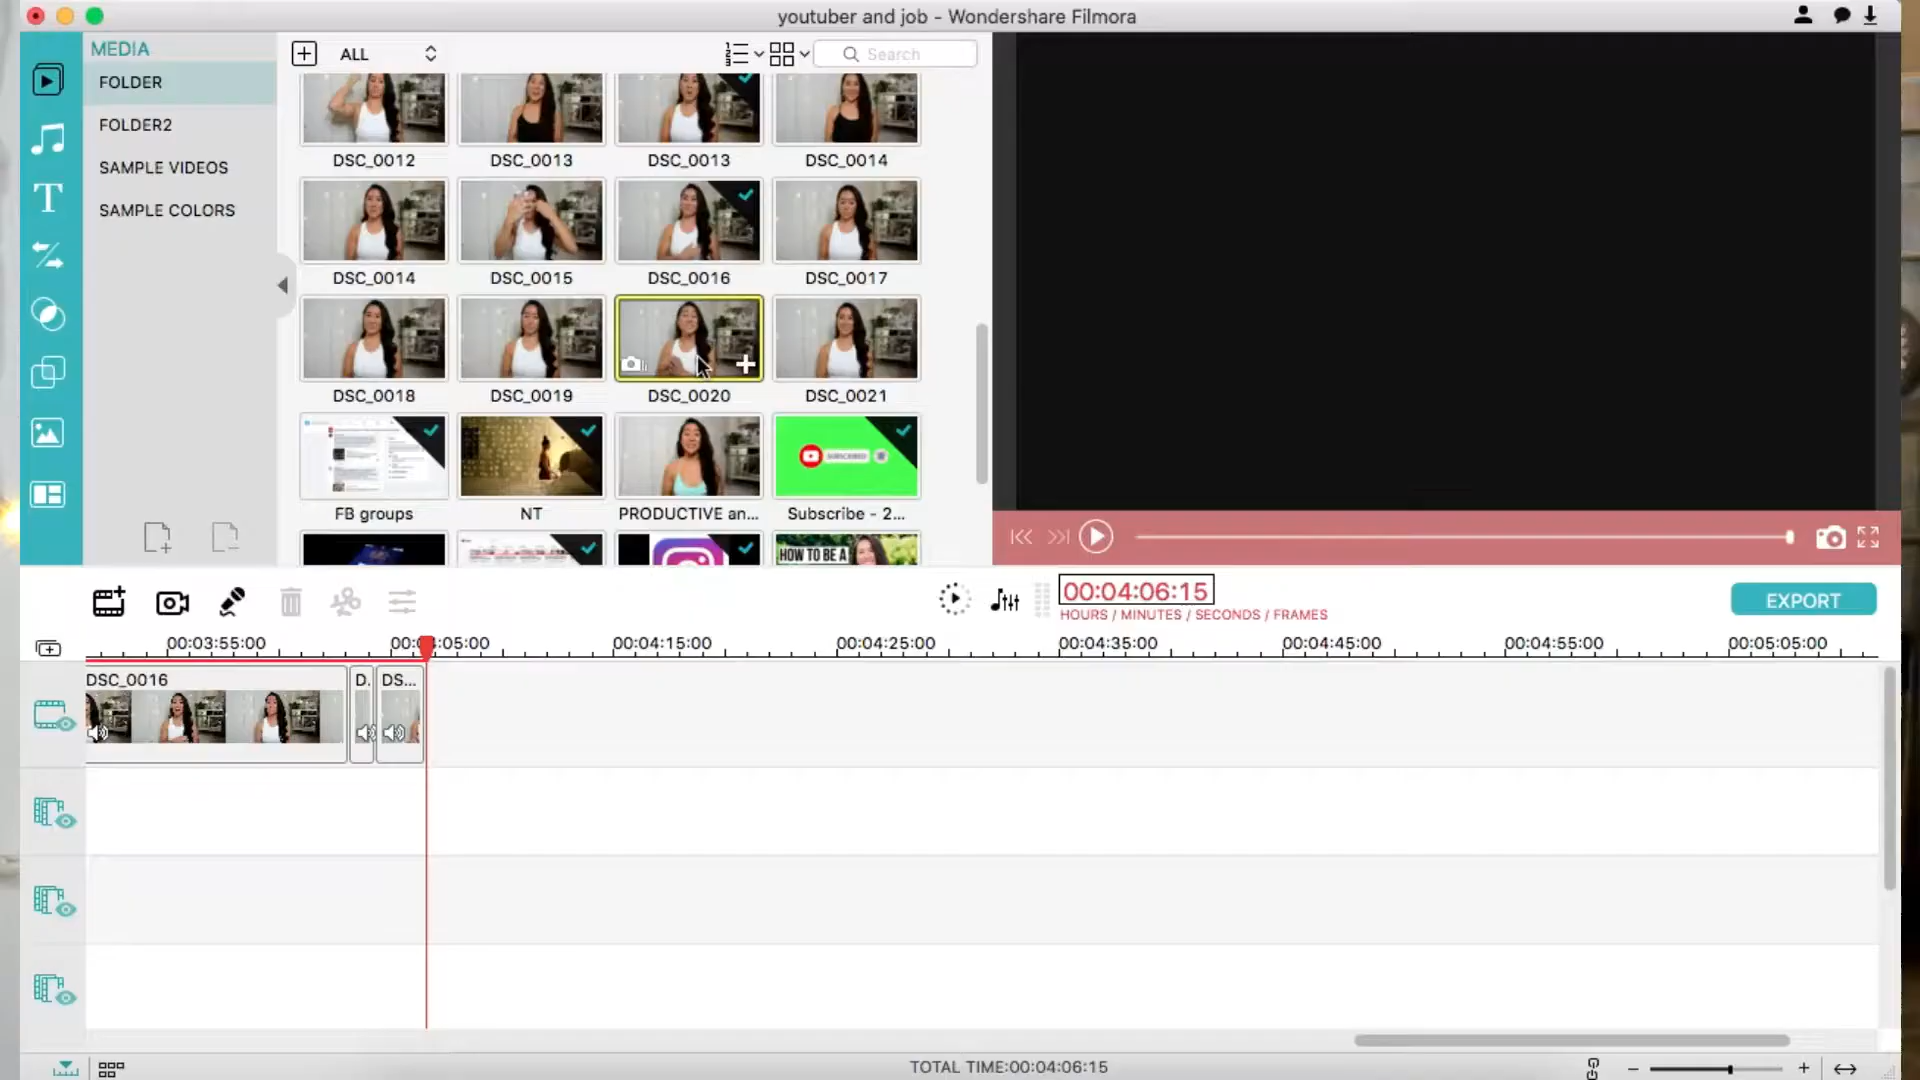 youtuber and job - Wondershare Filmora
MEDIA
FOLDER
FOLDER2
SAMPLE VIDEOS
SAMPLE COLORS
ALL
Search
DSC_0012
DSC_0013
DSC_0013
DSC_0014
DSC_0014
DSC_0015
DSC_0016
DSC_0017
DSC_0018
DSC_0019
DSC_0020
DSC_0021
SUBSCRIBED
FB groups
NT
PRODUCTIVE an...
Subscribe - 2...
HOW TO BE A
00:04:06:15
HOURS / MINUTES / SECONDS / FRAMES
EXPORT
00:03:55:00
4:05:00
00:04:15:00
00:04:25:00
00:04:35:00
00:04:45:00
00:04:55:00
00:05:05:00
DSC_0016
D.
DS...
TOTAL TIME:00:04:06:15